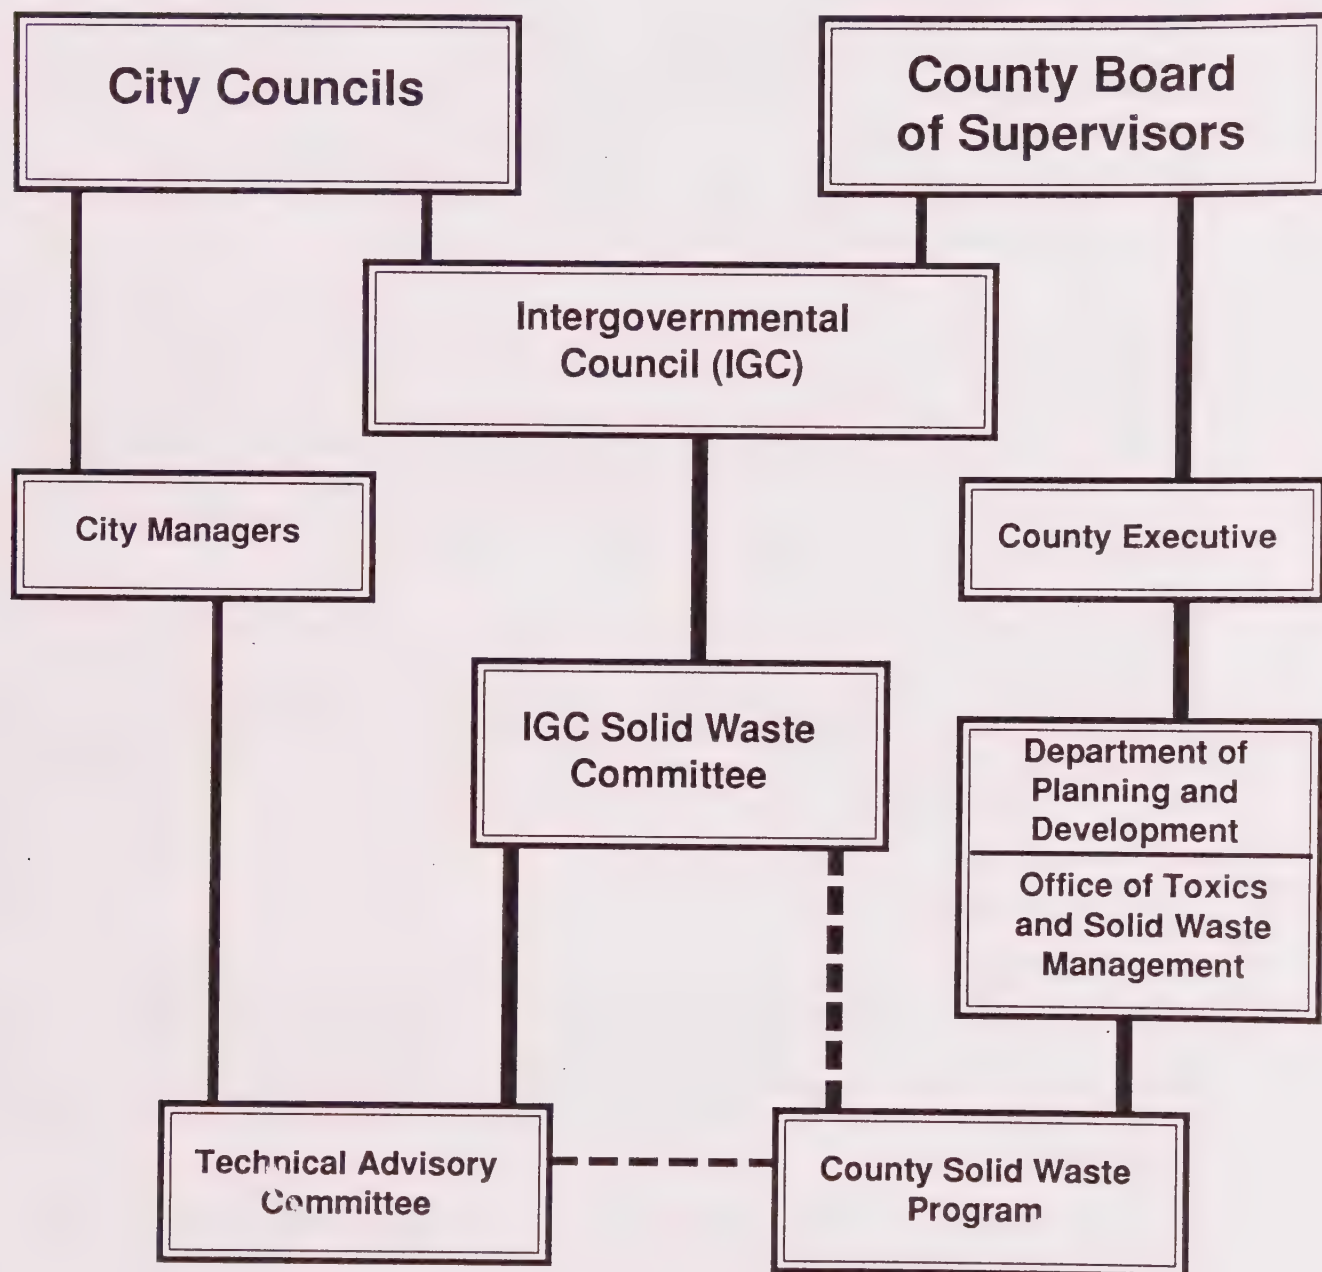 City Councils
County Board
of Supervisors
Intergovernmental
Council (IGC)
City Managers
County Executive
IGC Solid Waste
Committee
Department of
Planning and
Development
Office of Toxics
and Solid Waste
Management
Technical Advisory
Committee
County Solid Waste
Program